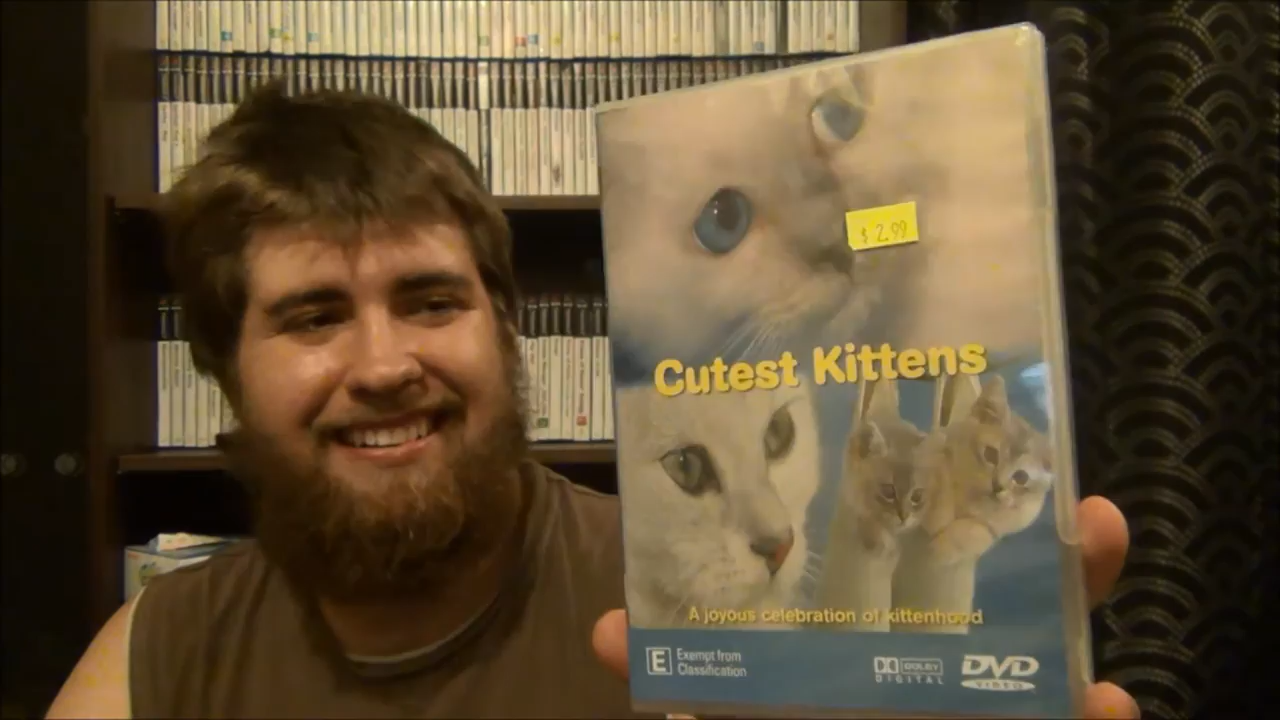 $ 2.99
Cutest Kittens
A joyous celebration of kittenhood
E Exempt from
Classification
DOLBY
DIGITAL
DVD
VIDEO